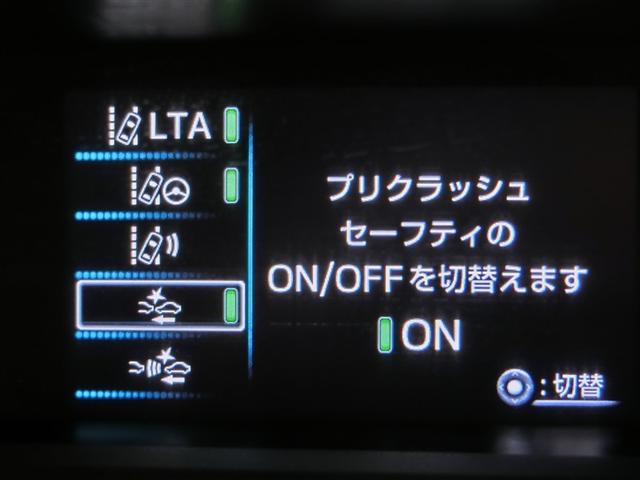 LTA
プリクラッシュ
セーフティの
ON/OFFを切替えます
ON
:切替